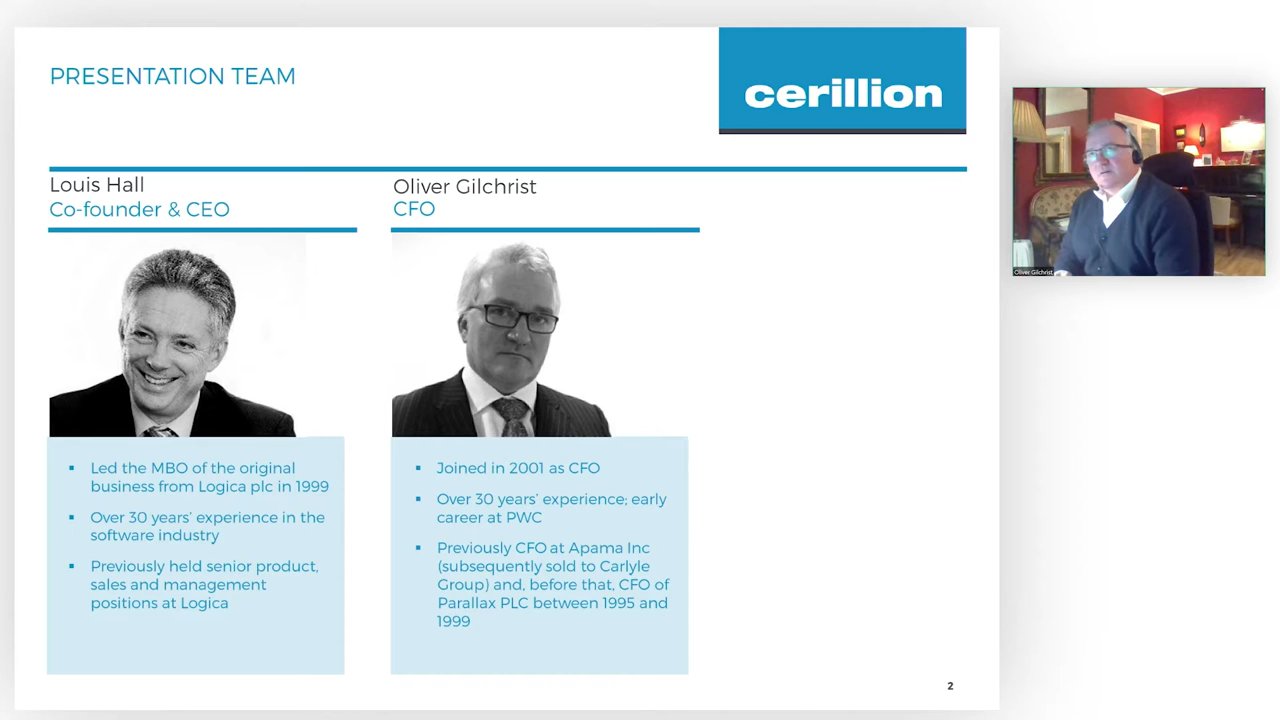 PRESENTATION TEAM
cerillion
Louis Hall
Co-founder & CEO
Oliver Gilchrist
CFO
▪ Led the MBO of the original
business from Logica plc in 1999
▪ Over 30 years’ experience in the
software industry
▪ Previously held senior product,
sales and management
positions at Logica
▪ Joined in 2001 as CFO
▪ Over 30 years’ experience; early
career at PWC
▪ Previously CFO at Apama Inc
(subsequently sold to Carlyle
Group) and, before that, CFO of
Parallax PLC between 1995 and
1999
2
Oliver Gilchrist